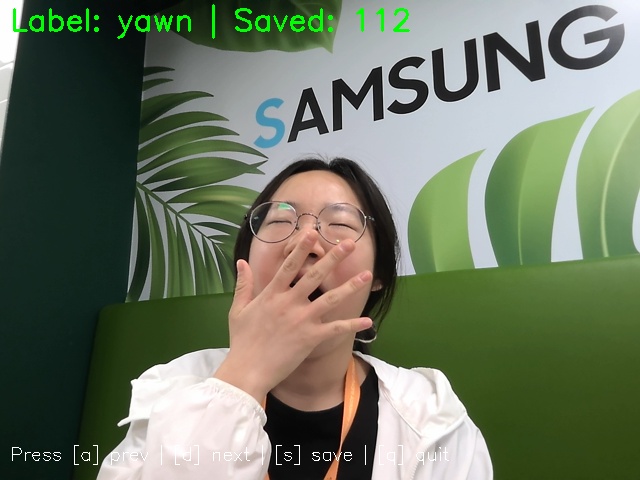 Label: yawn | Saved: 112
SAMSUNG
Press [a] prev | [d] next | [s] save | [q] quit